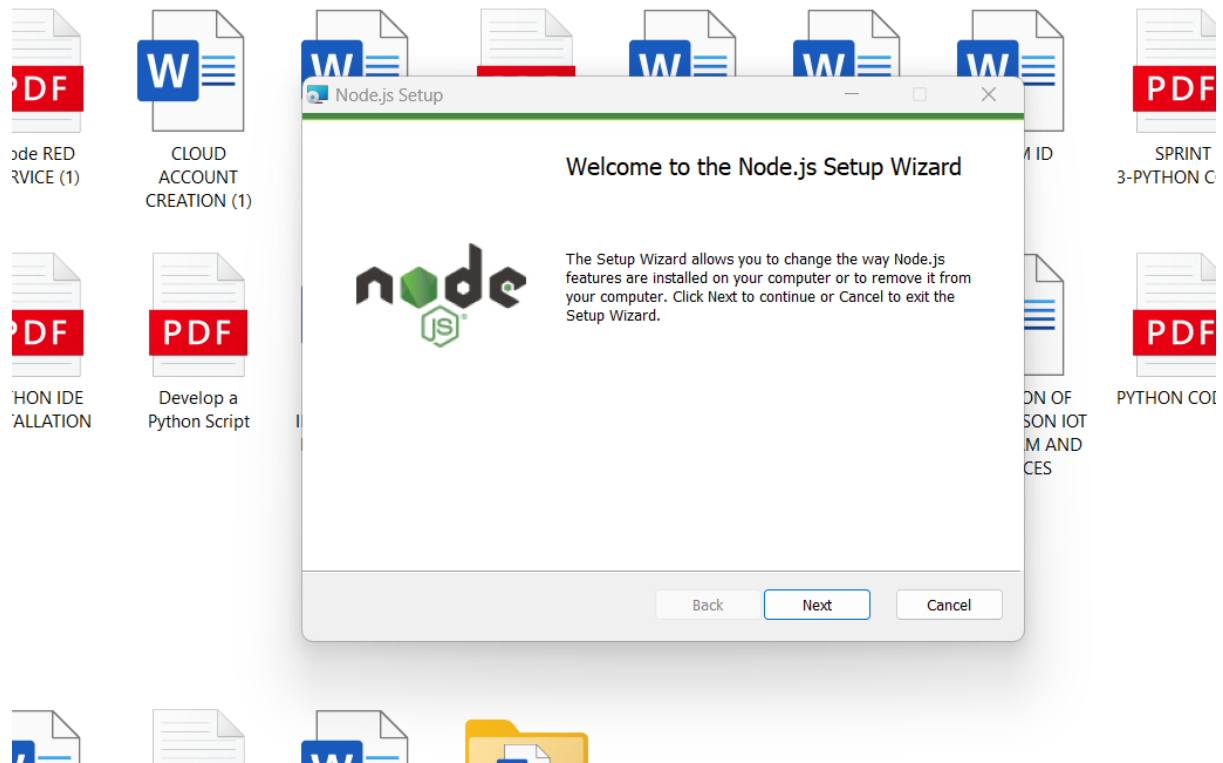 PDF
W
W
W
W
W
PDF
Node.js Setup
ode RED
RVICE (1)
CLOUD
ACCOUNT
CREATION (1)
M ID
SPRINT
3-PYTHON C
Welcome to the Node.js Setup Wizard
The Setup Wizard allows you to change the way Node.js
features are installed on your computer or to remove it from
your computer. Click Next to continue or Cancel to exit the
Setup Wizard.
node
JS
PDF
PDF
PDF
HON IDE
ALLATION
Develop a
Python Script
ON OF
SON IOT
M AND
CES
PYTHON COD
Back
Next
Cancel
W